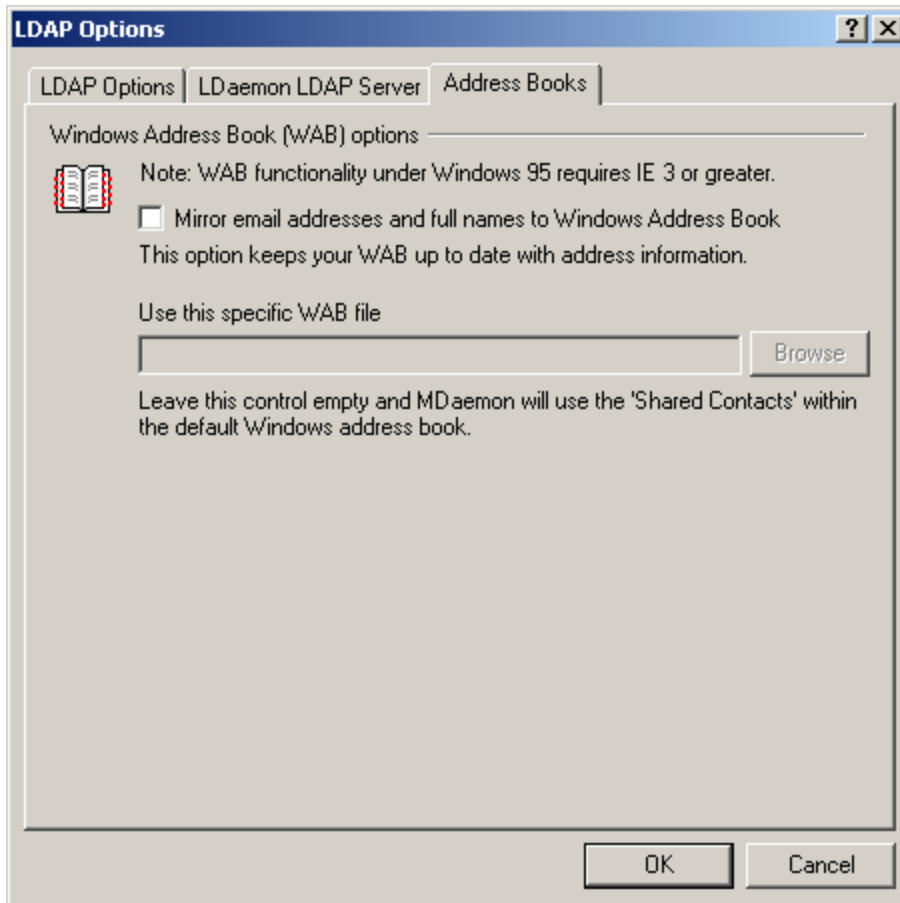 LDAP Options
LDAP Options
LDaemon LDAP Server
Address Books
Windows Address Book (WAB) options
Note: WAB functionality under Windows 95 requires IE 3 or greater.
Mirror email addresses and full names to Windows Address Book
This option keeps your WAB up to date with address information.
Use this specific WAB file
Browse
Leave this control empty and MDaemon will use the 'Shared Contacts' within
the default Windows address book.
OK
Cancel